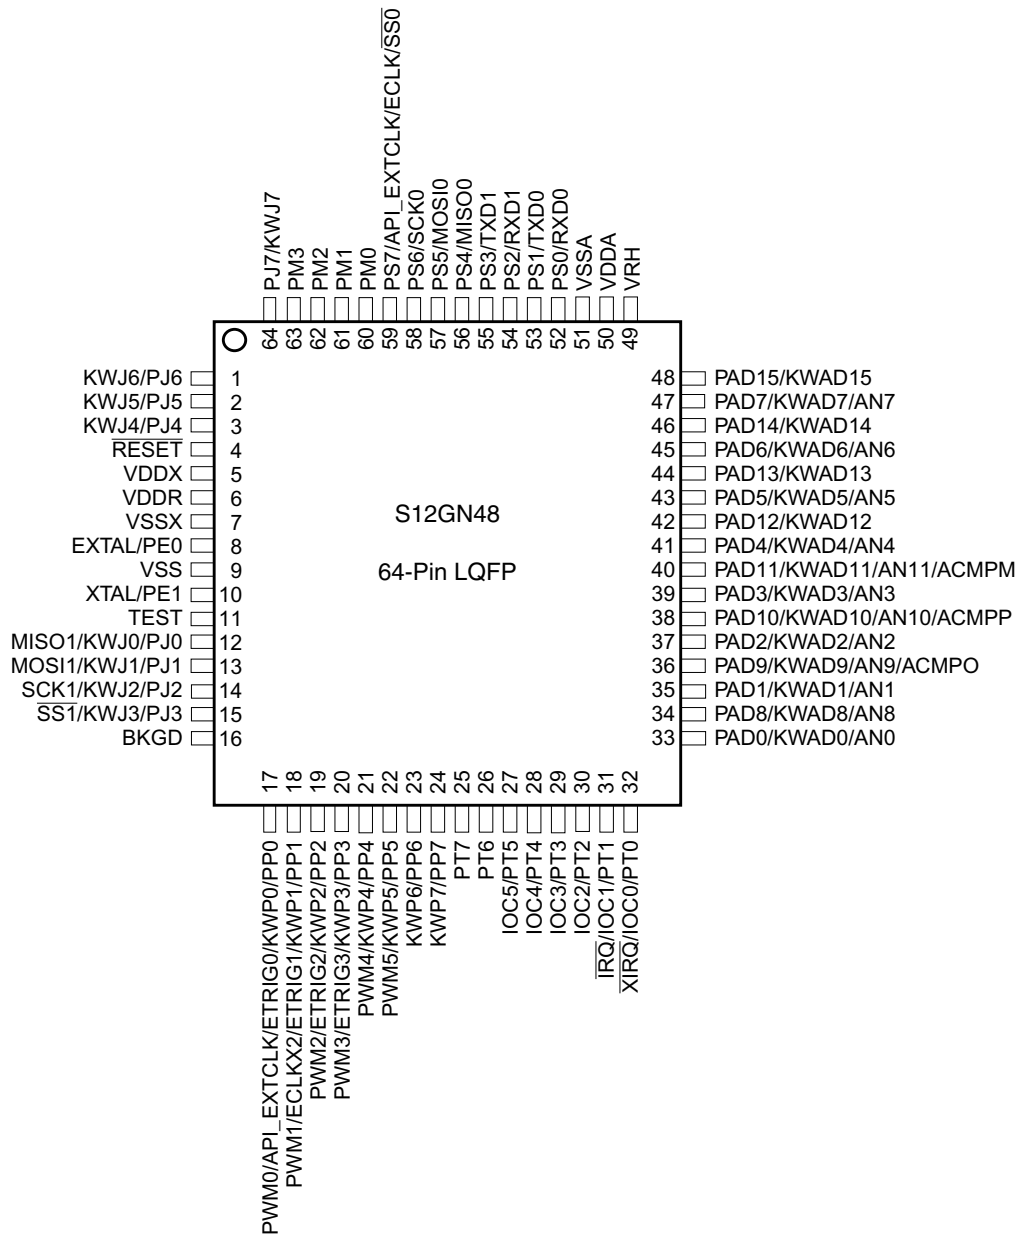 PJ7/KWJ7
PM3
PM2
PM1
PM0
PS7/API_EXTCLK/ECLK/S̅S̅0̅
PS6/SCK0
PS5/MOSI0
PS4/MISO0
PS3/TXD1
PS2/RXD1
PS1/TXD0
PS0/RXD0
VSSA
VDDA
VRH
64
63
62
61
60
59
58
57
56
55
54
53
52
51
50
49
KWJ6/PJ6 1
KWJ5/PJ5 2
KWJ4/PJ4 3
R̅E̅S̅E̅T̅ 4
VDDX 5
VDDR 6
VSSX 7
EXTAL/PE0 8
VSS 9
XTAL/PE1 10
TEST 11
MISO1/KWJ0/PJ0 12
MOSI1/KWJ1/PJ1 13
SCK1/KWJ2/PJ2 14
S̅S̅1̅/KWJ3/PJ3 15
BKGD 16
S12GN48
64-Pin LQFP
48 PAD15/KWAD15
47 PAD7/KWAD7/AN7
46 PAD14/KWAD14
45 PAD6/KWAD6/AN6
44 PAD13/KWAD13
43 PAD5/KWAD5/AN5
42 PAD12/KWAD12
41 PAD4/KWAD4/AN4
40 PAD11/KWAD11/AN11/ACMPM
39 PAD3/KWAD3/AN3
38 PAD10/KWAD10/AN10/ACMPP
37 PAD2/KWAD2/AN2
36 PAD9/KWAD9/AN9/ACMPO
35 PAD1/KWAD1/AN1
34 PAD8/KWAD8/AN8
33 PAD0/KWAD0/AN0
17
18
19
20
21
22
23
24
25
26
27
28
29
30
31
32
PWM0/API_EXTCLK/ETRIG0/KWP0/PP0
PWM1/ECLKX2/ETRIG1/KWP1/PP1
PWM2/ETRIG2/KWP2/PP2
PWM3/ETRIG3/KWP3/PP3
PWM4/KWP4/PP4
PWM5/KWP5/PP5
KWP6/PP6
KWP7/PP7
PT7
PT6
IOC5/PT5
IOC4/PT4
IOC3/PT3
IOC2/PT2
I̅R̅Q̅/IOC1/PT1
X̅I̅R̅Q̅/IOC0/PT0